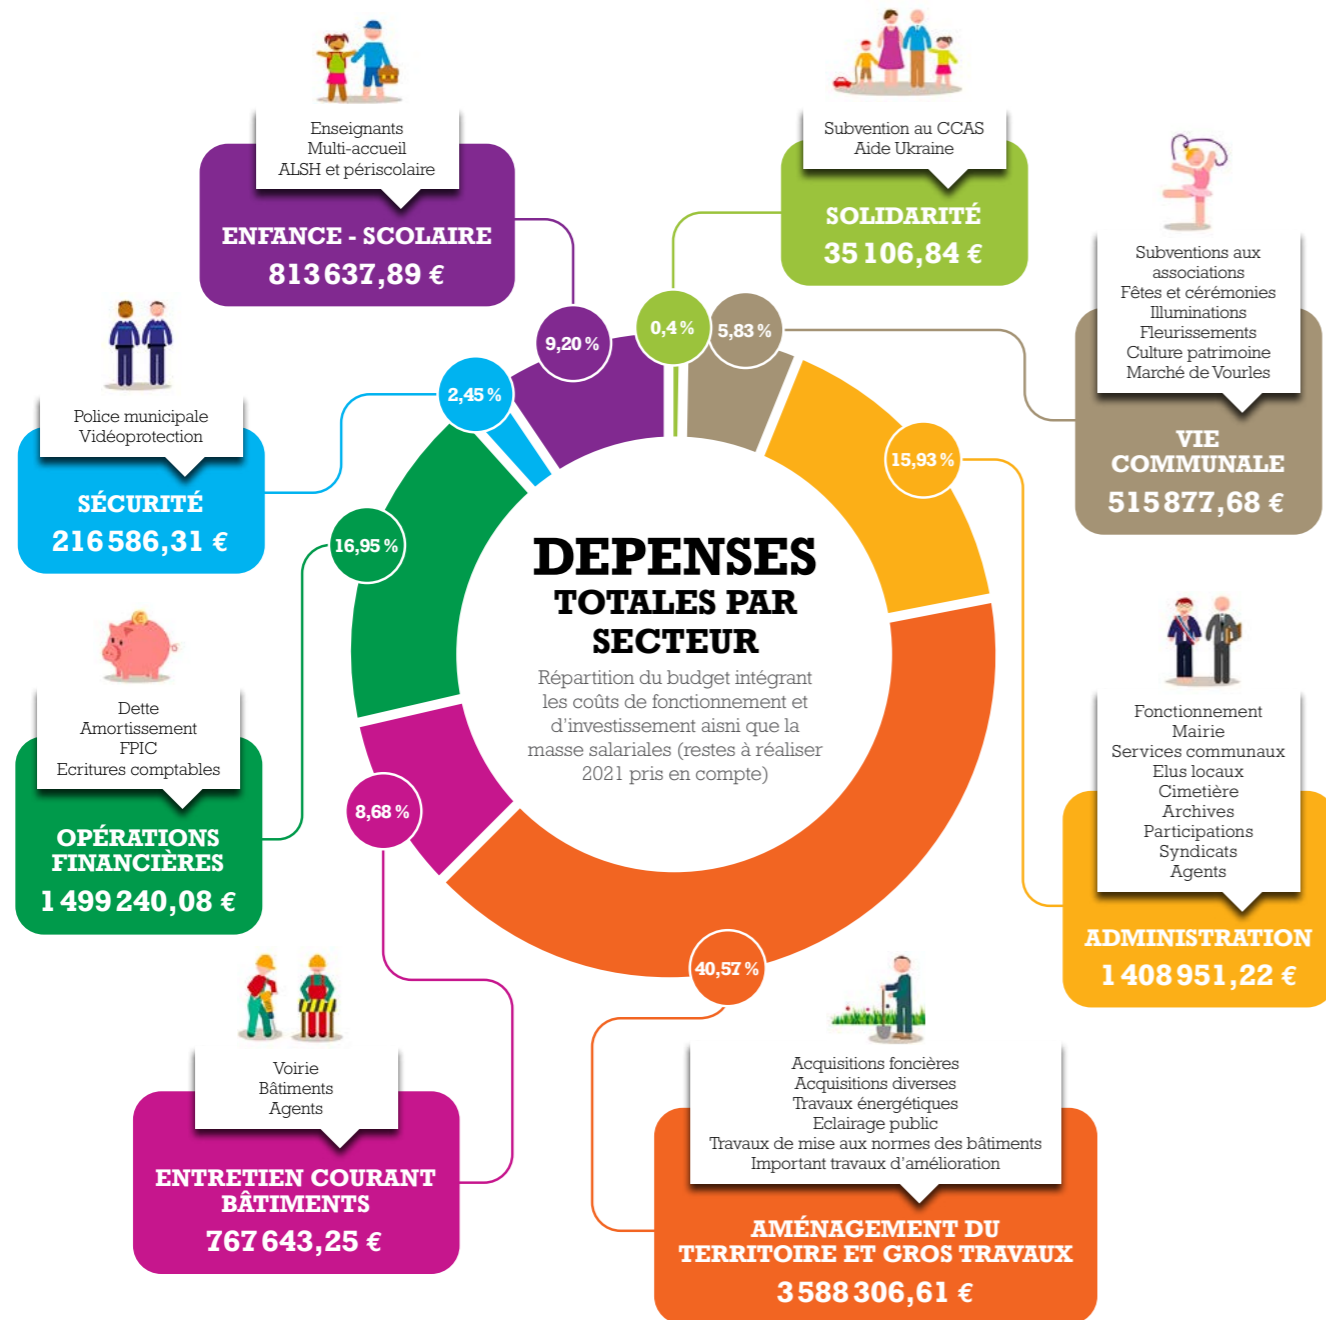 Enseignants
Multi-accueil
ALSH et périscolaire
ENFANCE - SCOLAIRE
813 637,89 €
Subvention au CCAS
Aide Ukraine
SOLIDARITÉ
35 106,84 €
Subventions aux
associations
Fêtes et cérémonies
Illuminations
Fleurissements
Culture patrimoine
Marché de Vourles
VIE
COMMUNALE
515 877,68 €
Police municipale
Vidéoprotection
SÉCURITÉ
216 586,31 €
9,20 %
0,4 %
5,83 %
2,45 %
15,93 %
16,95 %
8,68 %
40,57 %
DEPENSES
TOTALES PAR
SECTEUR
Répartition du budget intégrant
les coûts de fonctionnement et
d'investissement aisni que la
masse salariales (restes à réaliser
2021 pris en compte)
Dette
Amortissement
FPIC
Ecritures comptables
OPÉRATIONS
FINANCIÈRES
1 499 240,08 €
Fonctionnement
Mairie
Services communaux
Elus locaux
Cimetière
Archives
Participations
Syndicats
Agents
ADMINISTRATION
1 408 951,22 €
Voirie
Bâtiments
Agents
ENTRETIEN COURANT
BÂTIMENTS
767 643,25 €
Acquisitions foncières
Acquisitions diverses
Travaux énergétiques
Eclairage public
Travaux de mise aux normes des bâtiments
Important travaux d'amélioration
AMÉNAGEMENT DU
TERRITOIRE ET GROS TRAVAUX
3 588 306,61 €